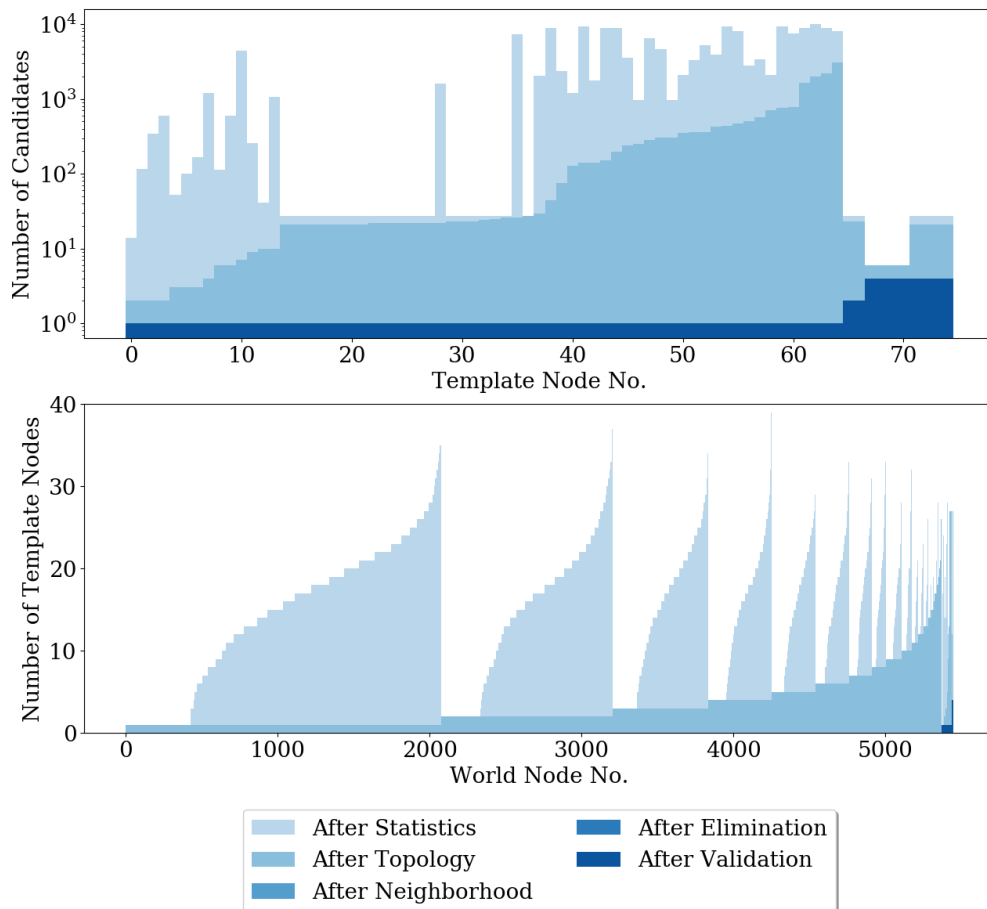 10⁴
10³
10²
10¹
10⁰
Number of Candidates
0 10 20 30 40 50 60 70
Template Node No.
40
30
20
10
0
Number of Template Nodes
0 1000 2000 3000 4000 5000
World Node No.
After Statistics
After Topology
After Neighborhood
After Elimination
After Validation